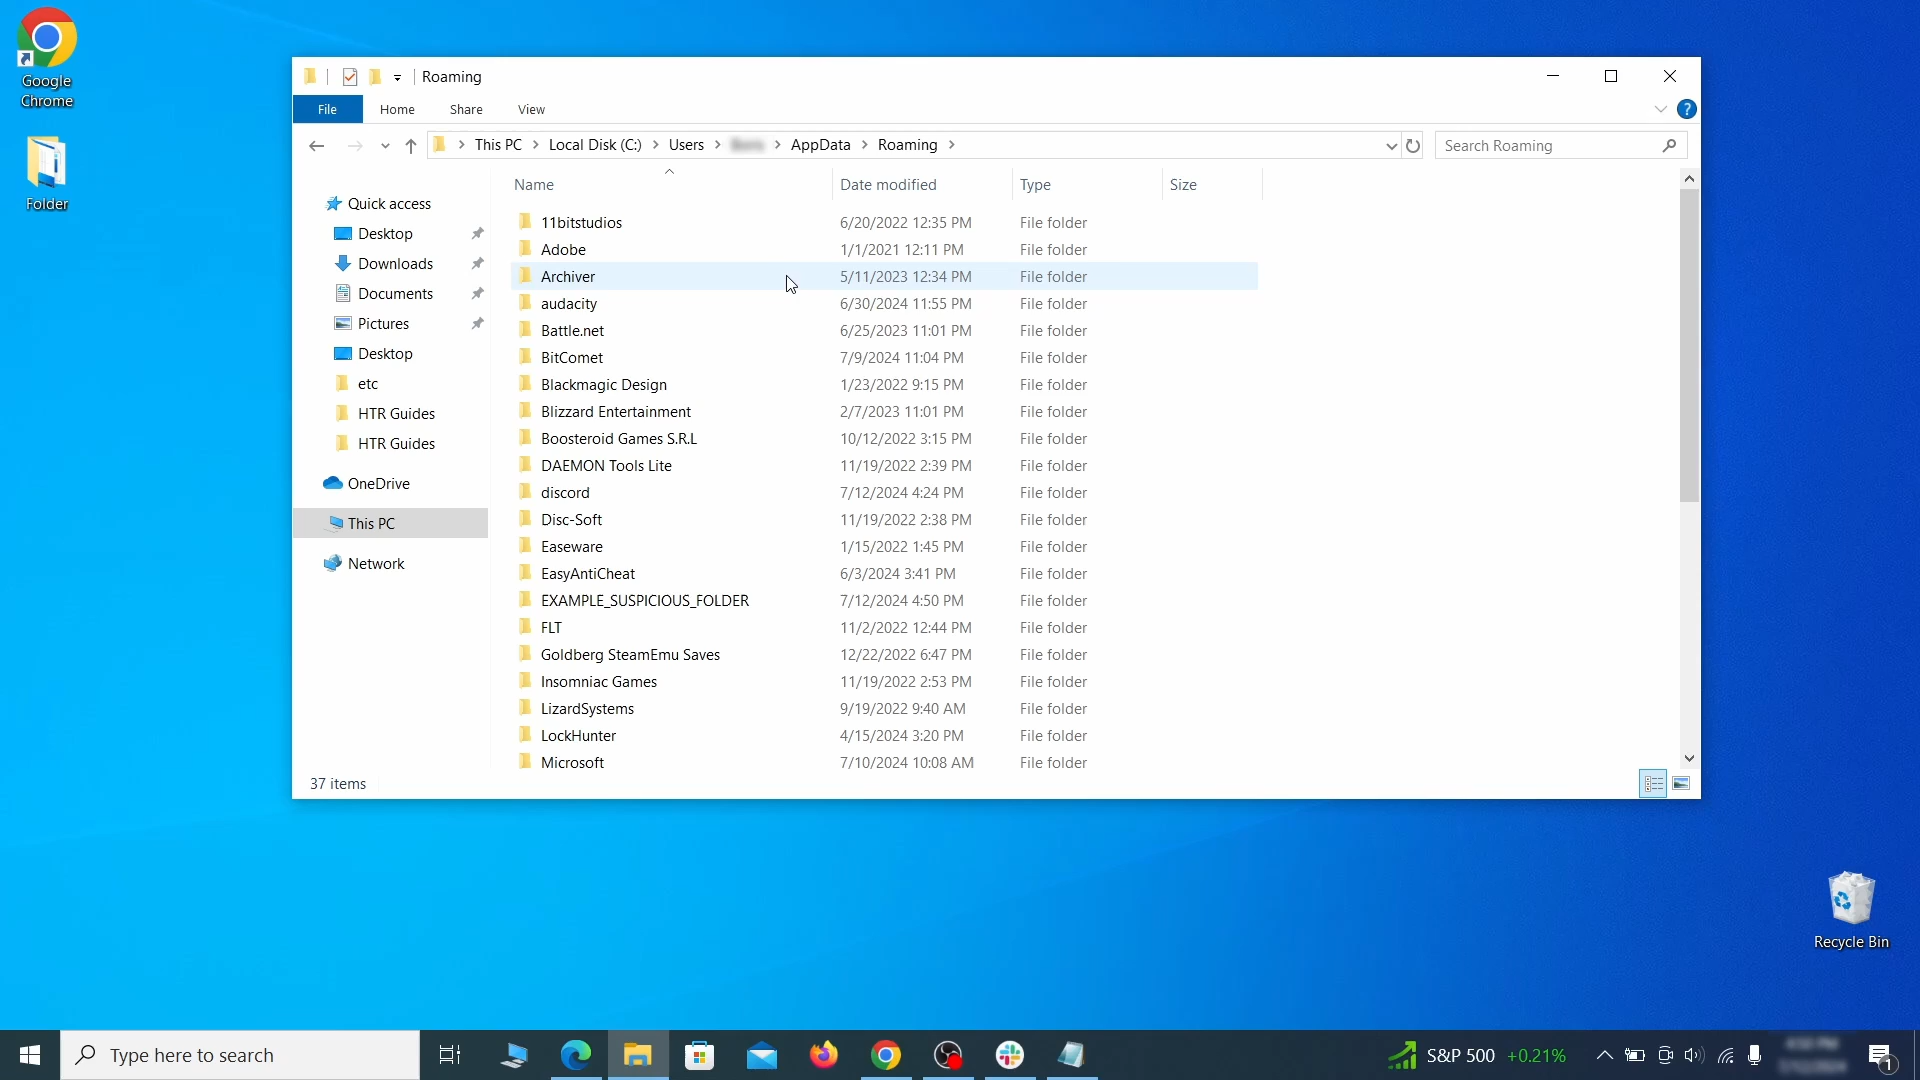 Google
Chrome
Folder
Roaming
File Home Share View
This PC Local Disk (C:) Users AppData Roaming
Search Roaming
Name Date modified Type Size
Quick access
Desktop
Downloads
Documents
Pictures
Desktop
etc
HTR Guides
HTR Guides
OneDrive
This PC
Network
11bitstudios 6/20/2022 12:35 PM File folder
Adobe 1/1/2021 12:11 PM File folder
Archiver 5/11/2023 12:34 PM File folder
audacity 6/30/2024 11:55 PM File folder
Battle.net 6/25/2023 11:01 PM File folder
BitComet 7/9/2024 11:04 PM File folder
Blackmagic Design 1/23/2022 9:15 PM File folder
Blizzard Entertainment 2/7/2023 11:01 PM File folder
Boosteroid Games S.R.L 10/12/2022 3:15 PM File folder
DAEMON Tools Lite 11/19/2022 2:39 PM File folder
discord 7/12/2024 4:24 PM File folder
Disc-Soft 11/19/2022 2:38 PM File folder
Easeware 1/15/2022 1:45 PM File folder
EasyAntiCheat 6/3/2024 3:41 PM File folder
EXAMPLE_SUSPICIOUS_FOLDER 7/12/2024 4:50 PM File folder
FLT 11/2/2022 12:44 PM File folder
Goldberg SteamEmu Saves 12/22/2022 6:47 PM File folder
Insomniac Games 11/19/2022 2:53 PM File folder
LizardSystems 9/19/2022 9:40 AM File folder
LockHunter 4/15/2024 3:20 PM File folder
Microsoft 7/10/2024 10:08 AM File folder
37 items
Recycle Bin
Type here to search
S&P 500 +0.21%
1